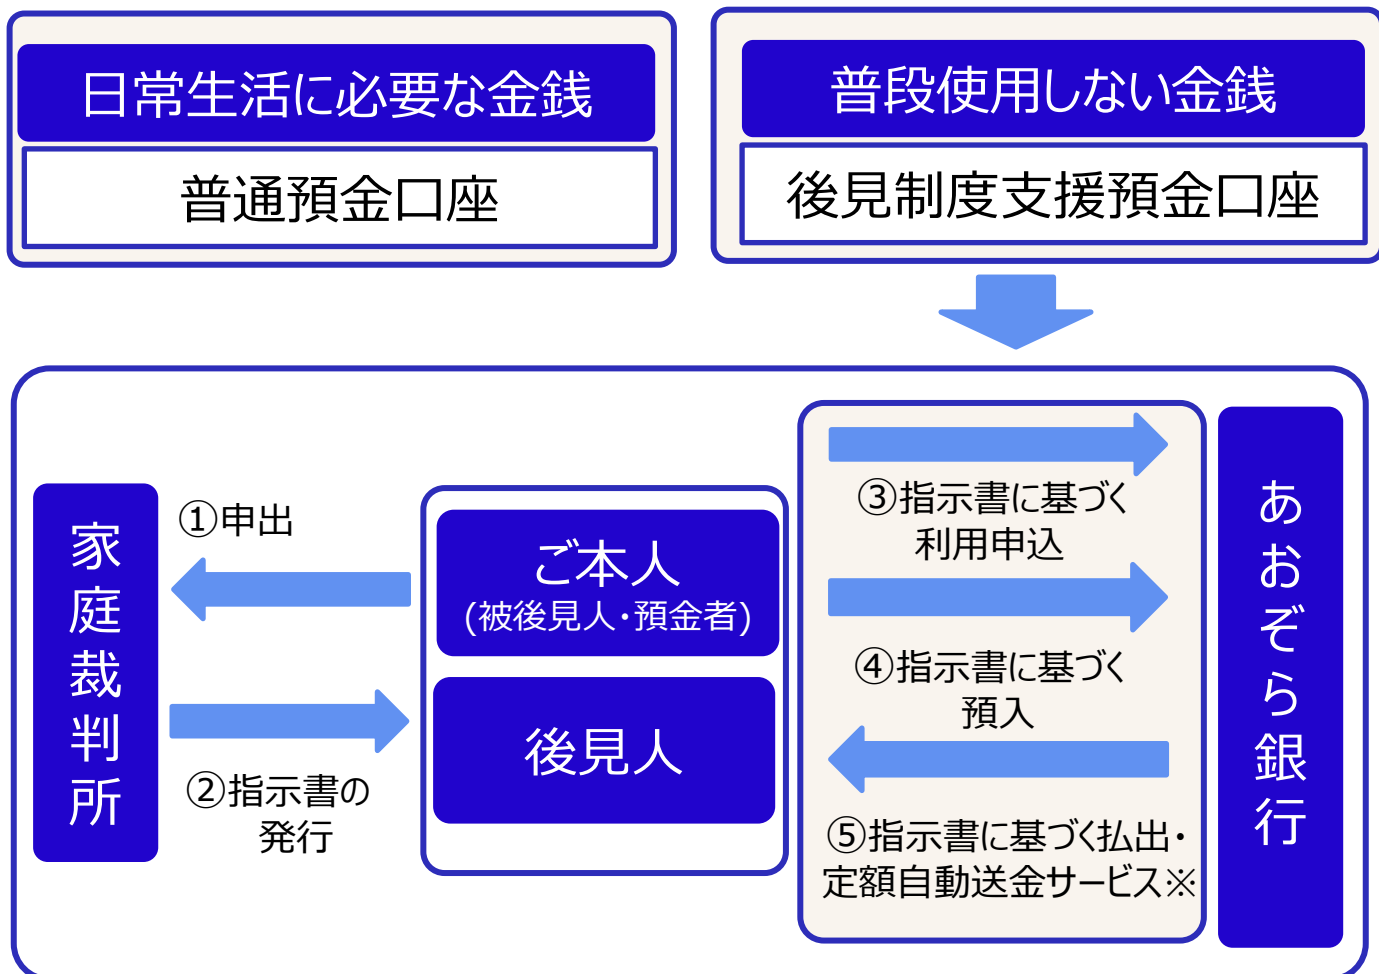 日常生活に必要な金銭
普通預金口座
普段使用しない金銭
後見制度支援預金口座
家庭裁判所
①申出
②指示書の
発行
ご本人
(被後見人・預金者)
後見人
③指示書に基づく
利用申込
④指示書に基づく
預入
⑤指示書に基づく払出・
定額自動送金サービス※
あおぞら銀行